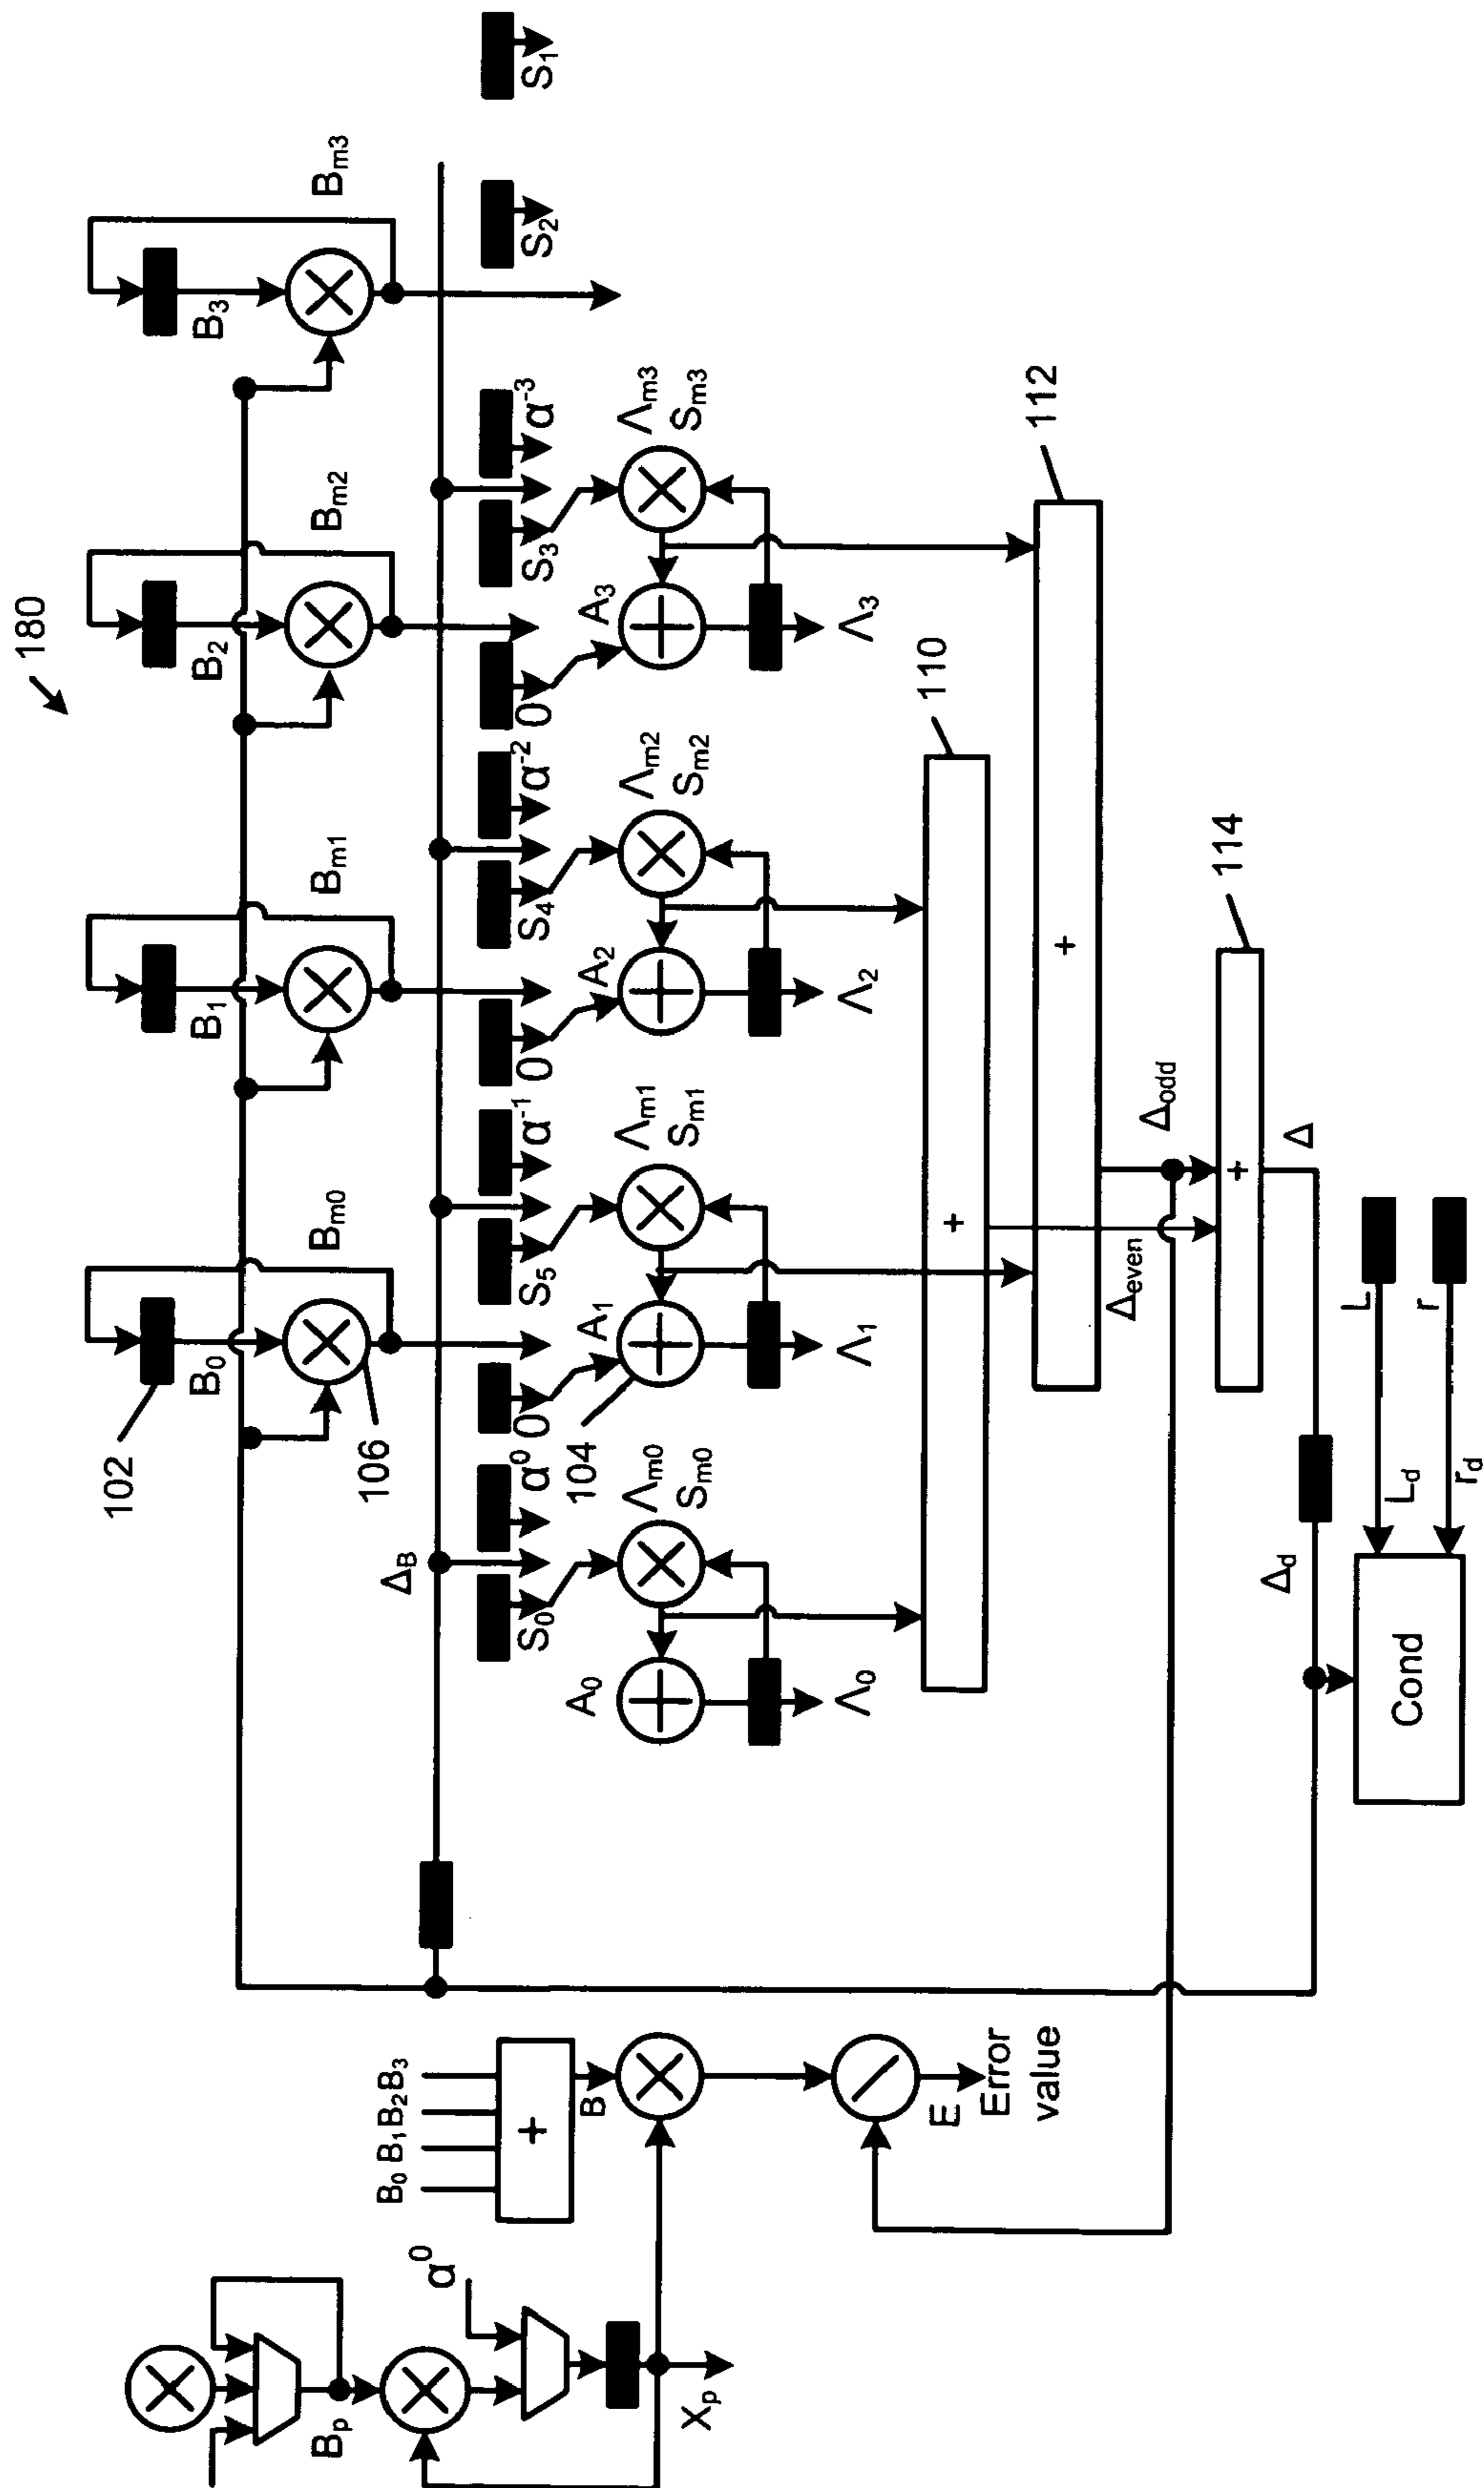 180
102
B0
Bm0
106
B1
Bm1
B2
Bm2
B3
Bm3
ΔB
S0
α0
0
S5
α-1
0
S4
α-2
0
S3
α-3
S2
S1
104
A0
Λm0
Sm0
A1
Λm1
Sm1
A2
Λm2
Sm2
A3
Λm3
Sm3
Λ0
Λ1
Λ2
Λ3
+
110
+
112
Δeven
Δodd
+
114
Δ
Δd
Cond
Ld
L
rd
r
Bp
α0
Xp
B0 B1 B2 B3
+
B
E
Error
value